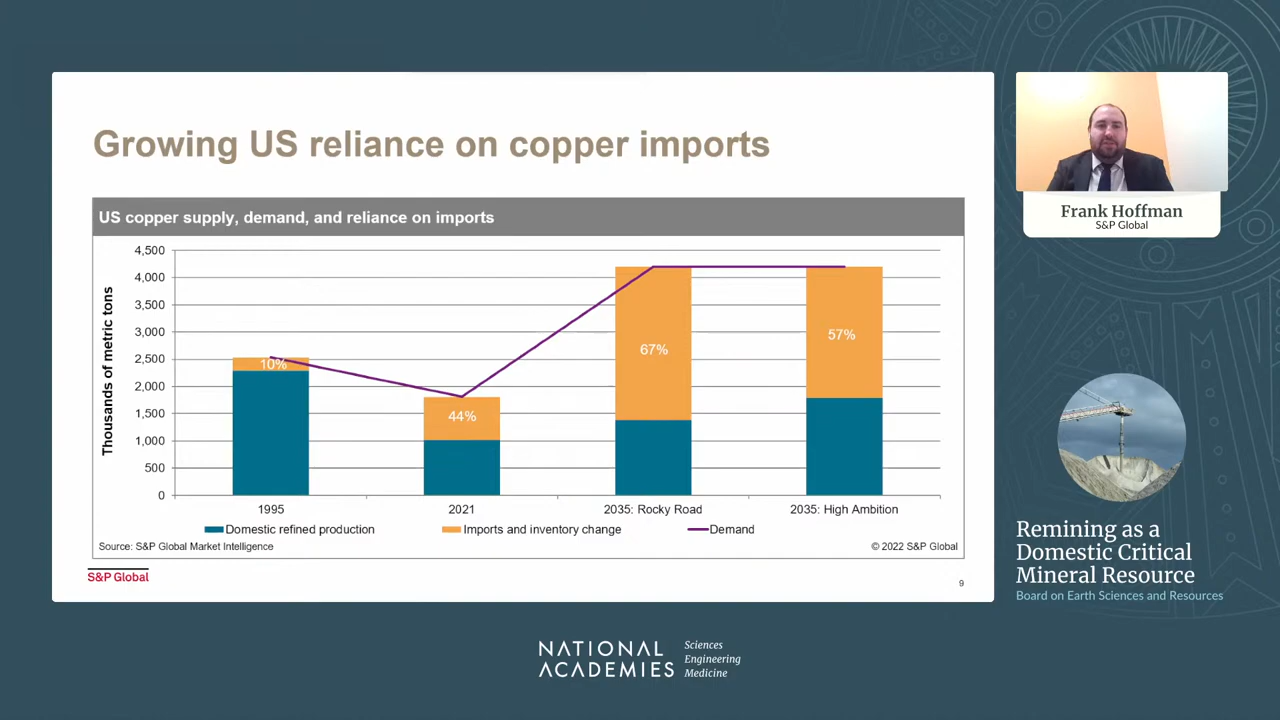 Growing US reliance on copper imports
US copper supply, demand, and reliance on imports
Thousands of metric tons
4,500
4,000
3,500
3,000
2,500
2,000
1,500
1,000
500
0
10%
44%
67%
57%
1995
2021
2035: Rocky Road
2035: High Ambition
Domestic refined production
Imports and inventory change
Demand
Source: S&P Global Market Intelligence
© 2022 S&P Global
S&P Global
9
Frank Hoffman
S&P Global
Remining as a
Domestic Critical
Mineral Resource
Board on Earth Sciences and Resources
NATIONAL
ACADEMIES
Sciences
Engineering
Medicine